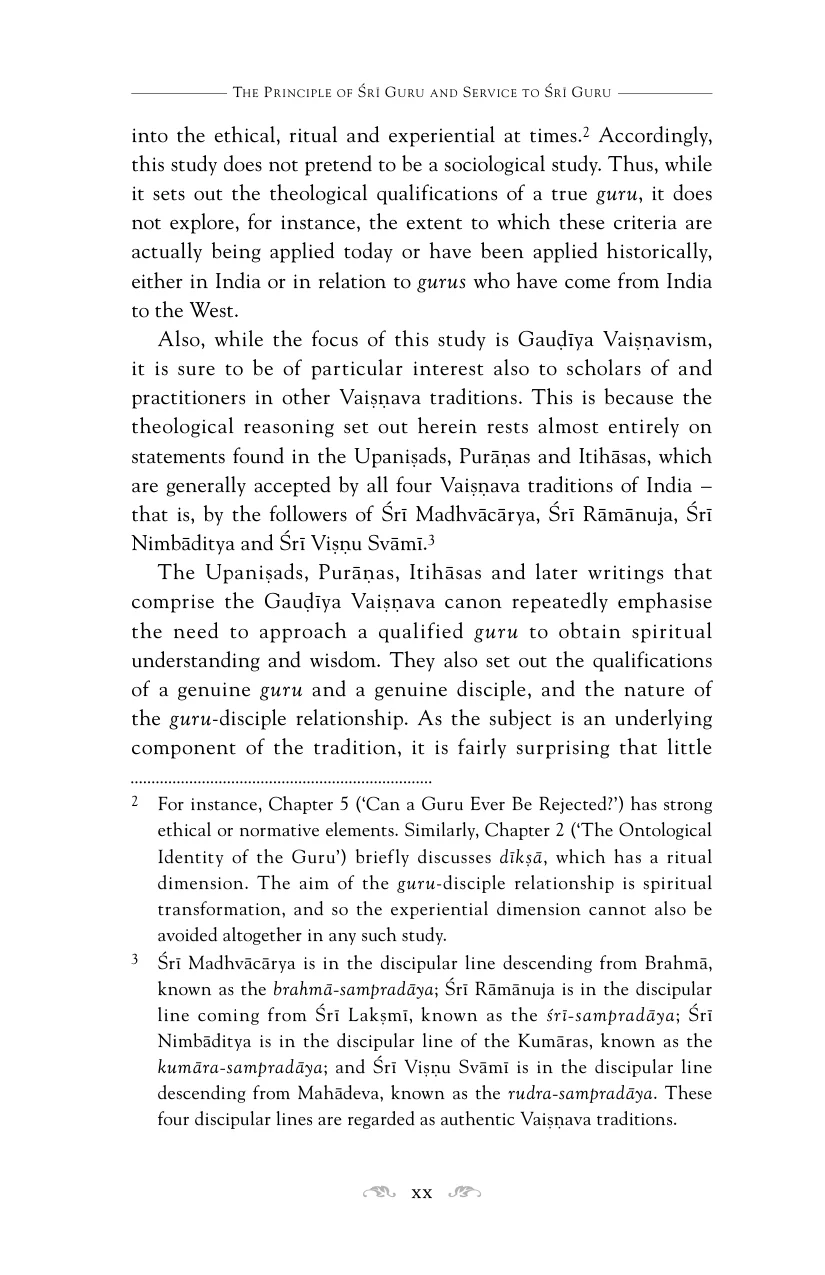 The Principle of Śrī Guru and Service to Śrī Guru
into the ethical, ritual and experiential at times.2 Accordingly,
this study does not pretend to be a sociological study. Thus, while
it sets out the theological qualifications of a true guru, it does
not explore, for instance, the extent to which these criteria are
actually being applied today or have been applied historically,
either in India or in relation to gurus who have come from India
to the West.
Also, while the focus of this study is Gauḍīya Vaiṣṇavism,
it is sure to be of particular interest also to scholars of and
practitioners in other Vaiṣṇava traditions. This is because the
theological reasoning set out herein rests almost entirely on
statements found in the Upaniṣads, Purāṇas and Itihāsas, which
are generally accepted by all four Vaiṣṇava traditions of India –
that is, by the followers of Śrī Madhvācārya, Śrī Rāmānuja, Śrī
Nimbāditya and Śrī Viṣṇu Svāmī.3
The Upaniṣads, Purāṇas, Itihāsas and later writings that
comprise the Gauḍīya Vaiṣṇava canon repeatedly emphasise
the need to approach a qualified guru to obtain spiritual
understanding and wisdom. They also set out the qualifications
of a genuine guru and a genuine disciple, and the nature of
the guru-disciple relationship. As the subject is an underlying
component of the tradition, it is fairly surprising that little
2 For instance, Chapter 5 (‘Can a Guru Ever Be Rejected?’) has strong
ethical or normative elements. Similarly, Chapter 2 (‘The Ontological
Identity of the Guru’) briefly discusses dīkṣā, which has a ritual
dimension. The aim of the guru-disciple relationship is spiritual
transformation, and so the experiential dimension cannot also be
avoided altogether in any such study.
3 Śrī Madhvācārya is in the discipular line descending from Brahmā,
known as the brahmā-sampradāya; Śrī Rāmānuja is in the discipular
line coming from Śrī Lakṣmī, known as the śrī-sampradāya; Śrī
Nimbāditya is in the discipular line of the Kumāras, known as the
kumāra-sampradāya; and Śrī Viṣṇu Svāmī is in the discipular line
descending from Mahādeva, known as the rudra-sampradāya. These
four discipular lines are regarded as authentic Vaiṣṇava traditions.
xx